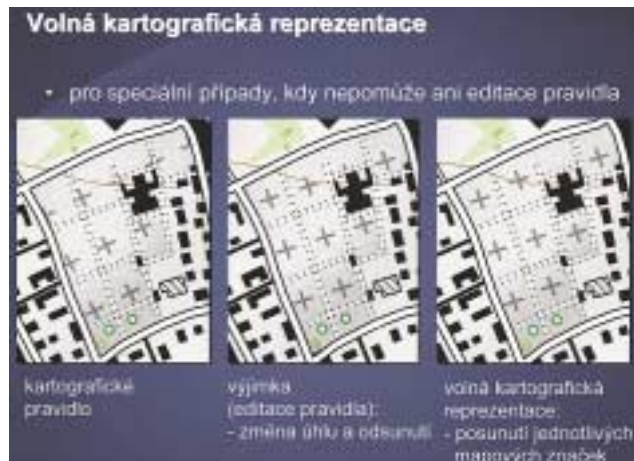 Volná kartografická reprezentace
• pro speciální případy, kdy nepomůže ani editace pravidla
kartografické
pravidlo
výjimka
(editace pravidla):
- změna úhlu a odsunutí
volná kartografická
reprezentace:
- posunutí jednotlivých
mapových značek